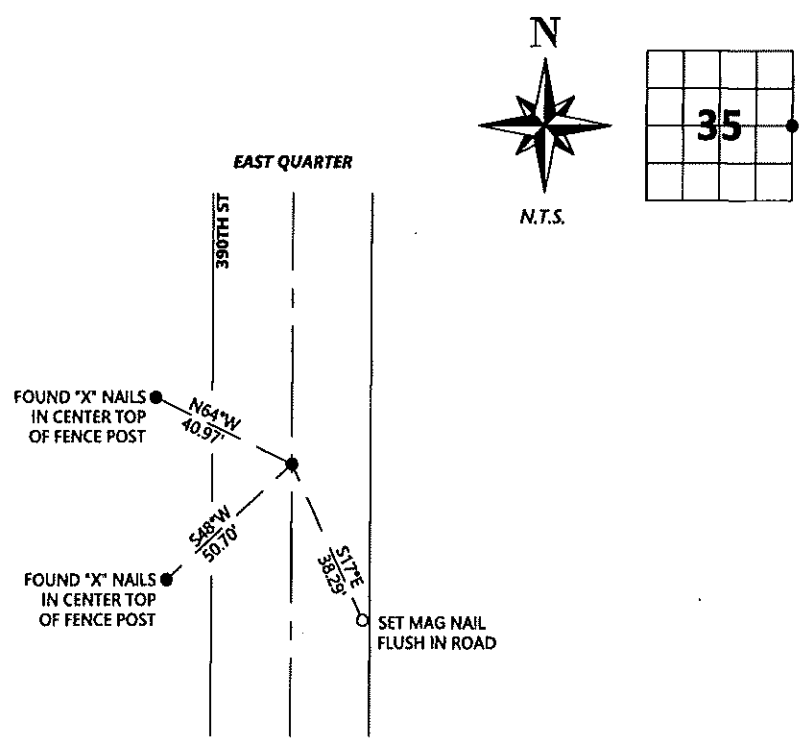 N
35
EAST QUARTER
N.T.S.
390TH ST
FOUND "X" NAILS
IN CENTER TOP
OF FENCE POST
N64°W
40.97'
S48°W
50.70'
S17°E
38.29'
FOUND "X" NAILS
IN CENTER TOP
OF FENCE POST
SET MAG NAIL
FLUSH IN ROAD